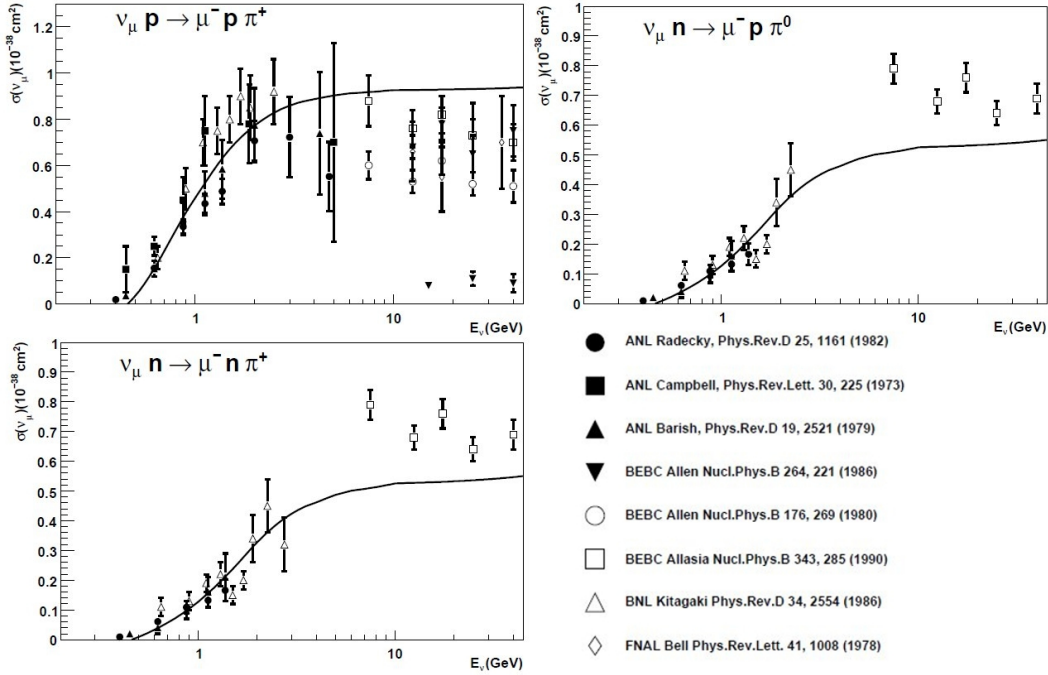 ν_μ p → μ⁻ p π⁺
σ(ν_μ)(10⁻³⁸ cm²)
1.2
1
0.8
0.6
0.4
0.2
0
1
10
E_ν(GeV)
ν_μ n → μ⁻ p π⁰
σ(ν_μ)(10⁻³⁸ cm²)
0.9
0.8
0.7
0.6
0.5
0.4
0.3
0.2
0.1
0
1
10
E_ν(GeV)
ν_μ n → μ⁻ n π⁺
σ(ν_μ)(10⁻³⁸ cm²)
0.9
0.8
0.7
0.6
0.5
0.4
0.3
0.2
0.1
0
1
10
E_ν(GeV)
ANL Radecky, Phys.Rev.D 25, 1161 (1982)
ANL Campbell, Phys.Rev.Lett. 30, 225 (1973)
ANL Barish, Phys.Rev.D 19, 2521 (1979)
BEBC Allen Nucl.Phys.B 264, 221 (1986)
BEBC Allen Nucl.Phys.B 176, 269 (1980)
BEBC Allasia Nucl.Phys.B 343, 285 (1990)
BNL Kitagaki Phys.Rev.D 34, 2554 (1986)
FNAL Bell Phys.Rev.Lett. 41, 1008 (1978)